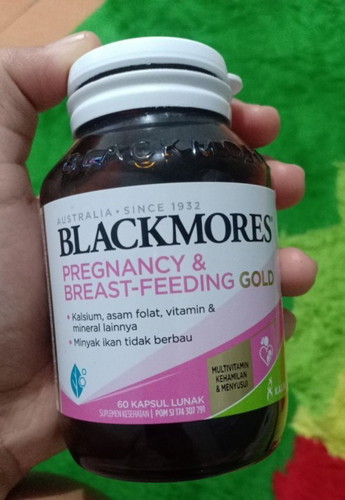 BLACKMORES
AUSTRALIA • SINCE 1932
BLACKMORES®
PREGNANCY &
BREAST-FEEDING GOLD
• Kalsium, asam folat, vitamin &
mineral lainnya
• Minyak ikan tidak berbau
MULTIVITAMIN
KEHAMILAN
& MENYUSUI
60 KAPSUL LUNAK
SUPLEMEN KESEHATAN | POM SI 174 307 791